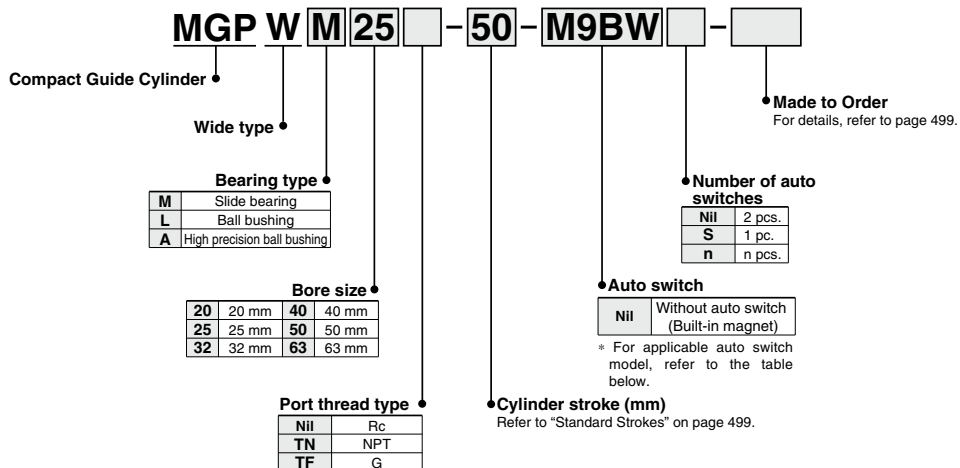 MGP W M 25 – 50 – M9BW –
Compact Guide Cylinder
Wide type
Bearing type
M Slide bearing
L Ball bushing
A High precision ball bushing
Bore size
20 20 mm 40 40 mm
25 25 mm 50 50 mm
32 32 mm 63 63 mm
Port thread type
Nil Rc
TN NPT
TF G
Cylinder stroke (mm)
Refer to “Standard Strokes” on page 499.
Auto switch
Nil Without auto switch
(Built-in magnet)
* For applicable auto switch
model, refer to the table
below.
Number of auto
switches
Nil 2 pcs.
S 1 pc.
n n pcs.
Made to Order
For details, refer to page 499.